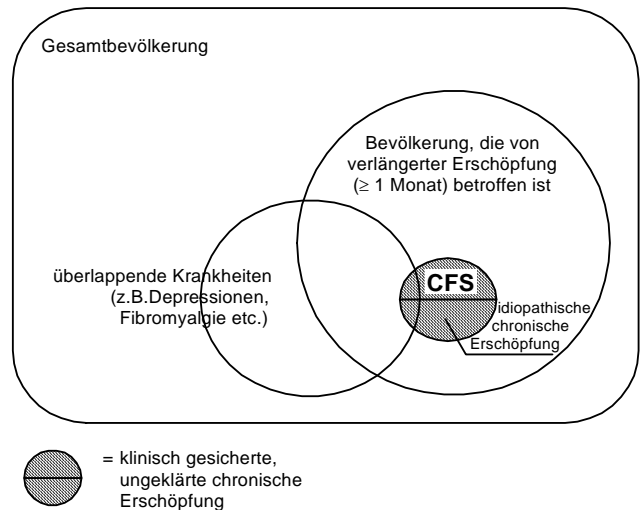 Gesamtbevölkerung
Bevölkerung, die von
verlängerter Erschöpfung
(≥ 1 Monat) betroffen ist
überlappende Krankheiten
(z.B.Depressionen,
Fibromyalgie etc.)
CFS
idiopathische
chronische
Erschöpfung
= klinisch gesicherte,
ungeklärte chronische
Erschöpfung